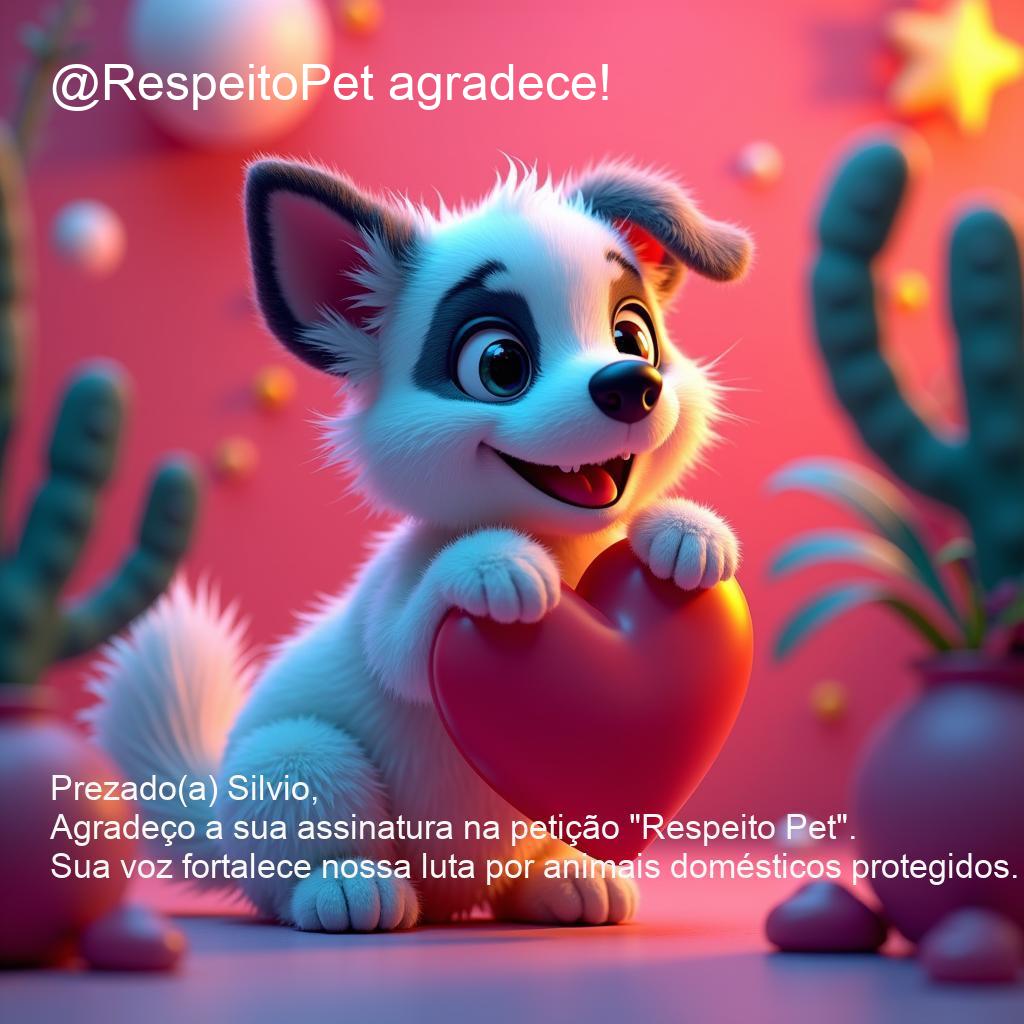 @RespeitoPet agradece!
Prezado(a) Silvio,
Agradeço a sua assinatura na petição "Respeito Pet".
Sua voz fortalece nossa luta por animais domésticos protegidos.